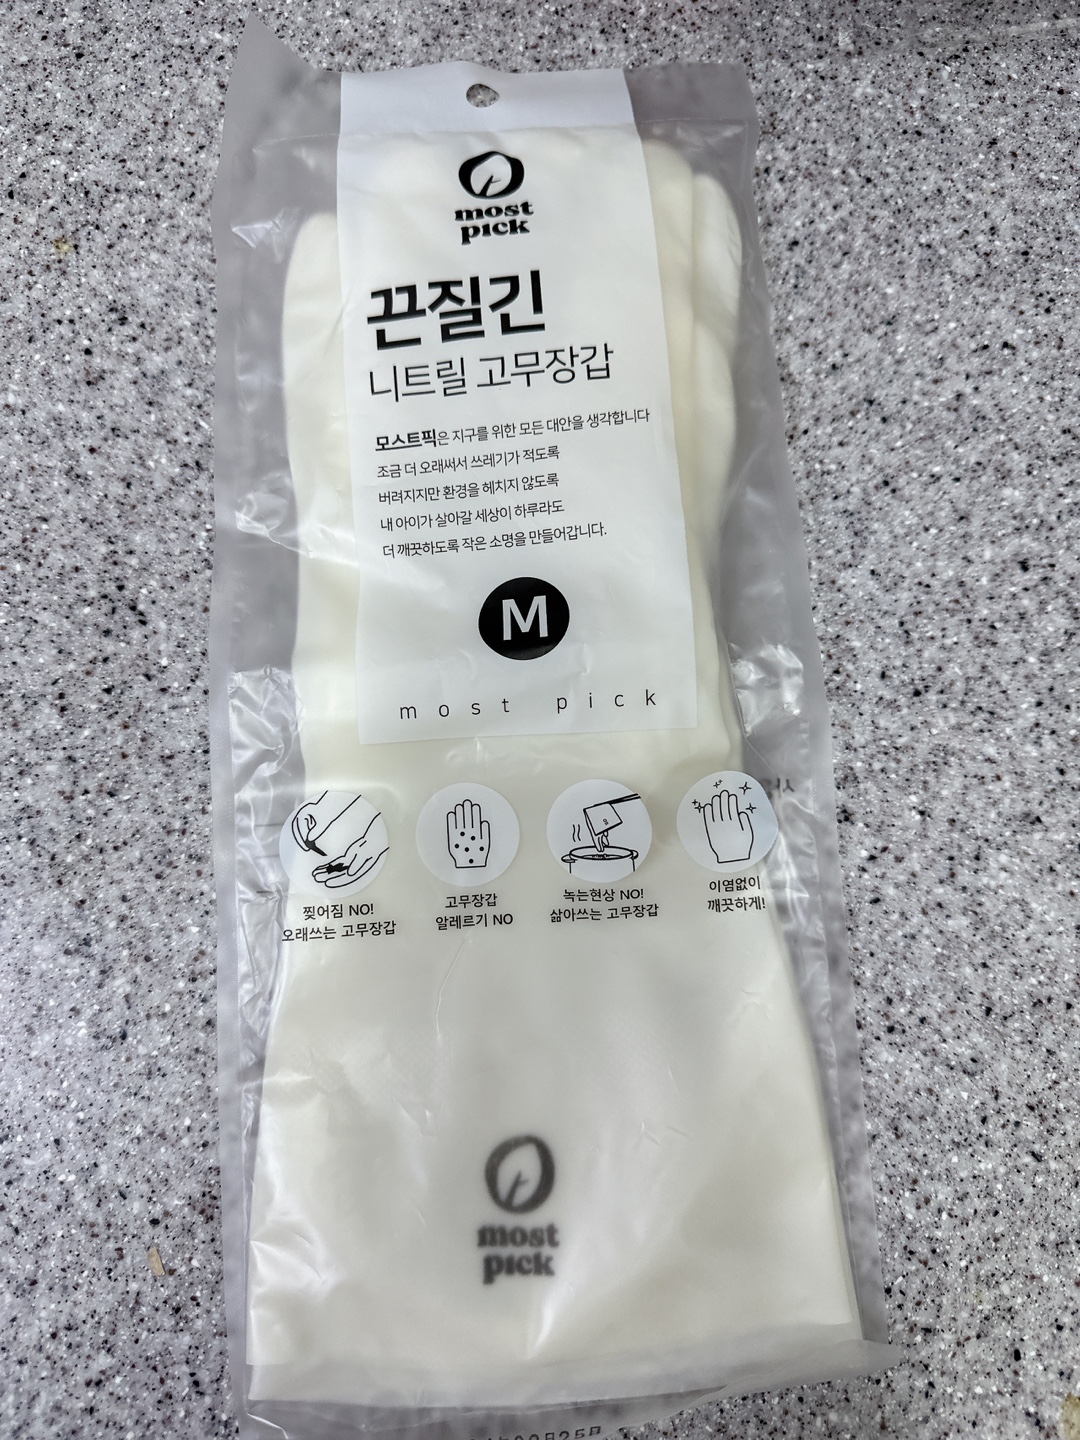 most
pick
끈질긴
니트릴 고무장갑
모스트픽은 지구를 위한 모든 대안을 생각합니다
조금 더 오래써서 쓰레기가 적도록
버려지지만 환경을 헤치지 않도록
내 아이가 살아갈 세상이 하루라도
더 깨끗하도록 작은 소명을 만들어갑니다.
M
most pick
찢어짐 NO!
오래쓰는 고무장갑
고무장갑
알레르기 NO
녹는현상 NO!
삶아쓰는 고무장갑
이염없이
깨끗하게!
most
pick